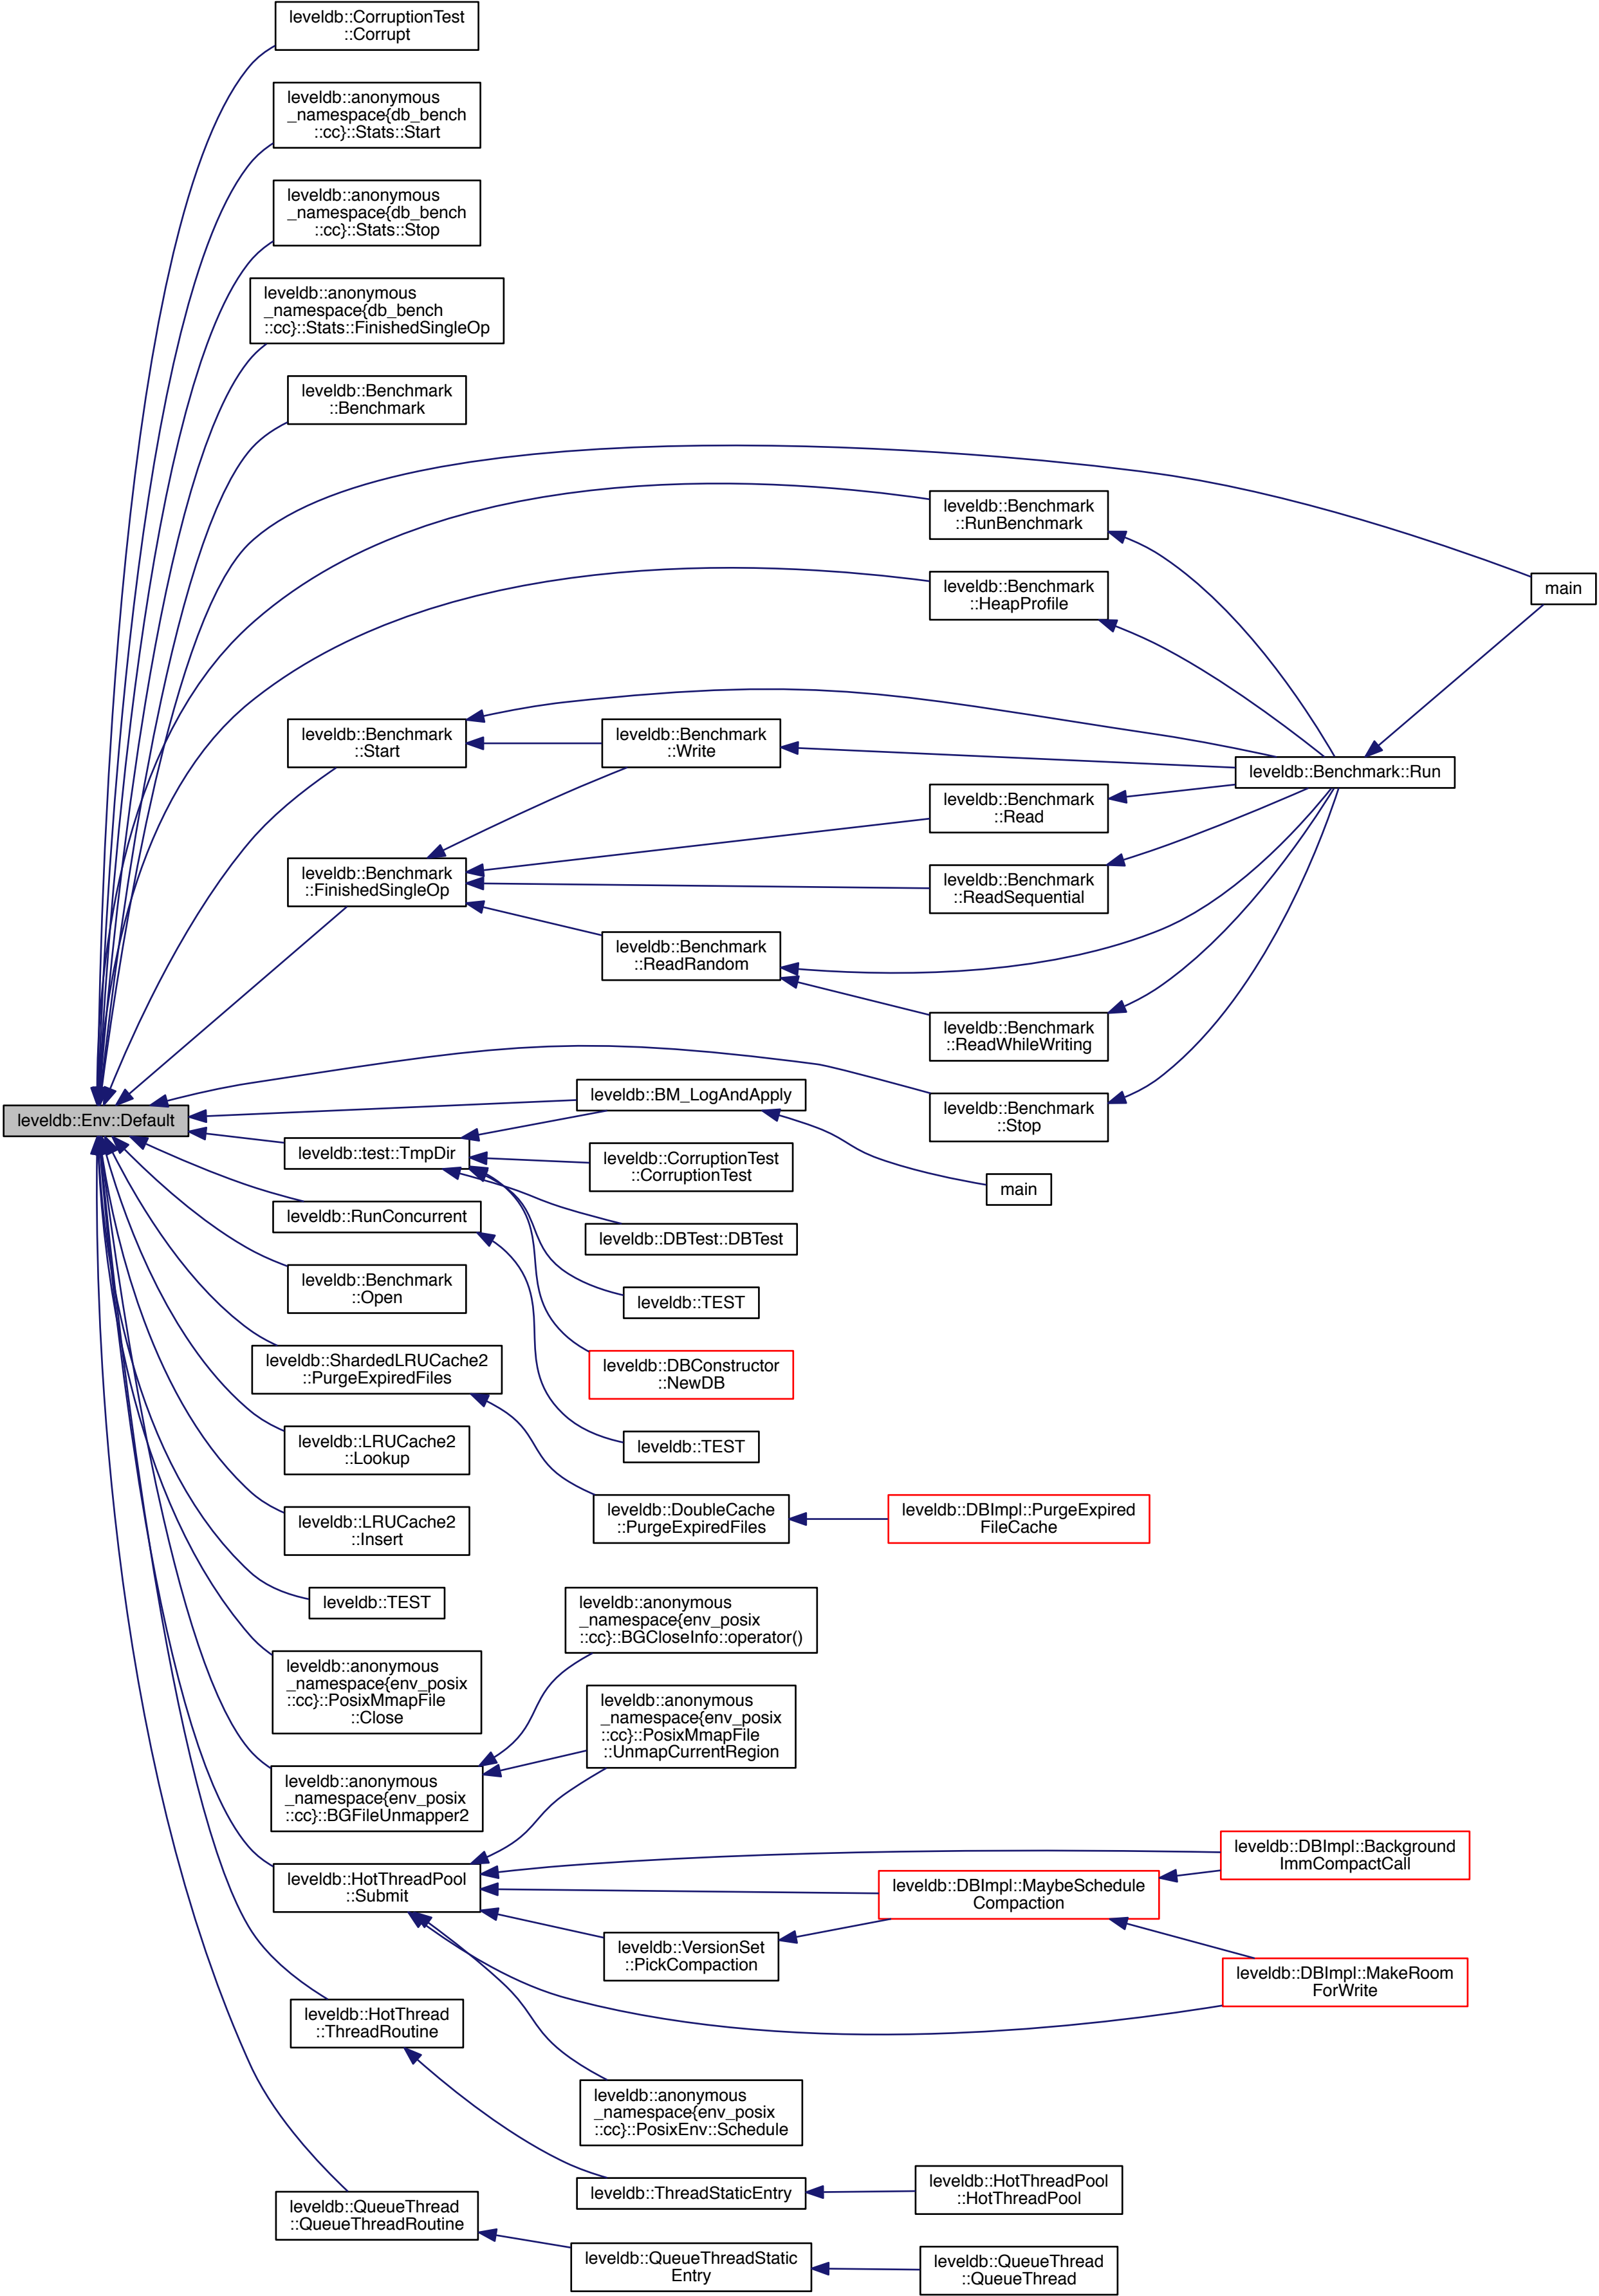 leveldb::CorruptionTest
::Corrupt
leveldb::anonymous
_namespace{db_bench
::cc}::Stats::Start
leveldb::anonymous
_namespace{db_bench
::cc}::Stats::Stop
leveldb::anonymous
_namespace{db_bench
::cc}::Stats::FinishedSingleOp
leveldb::Benchmark
::Benchmark
leveldb::Benchmark
::RunBenchmark
leveldb::Benchmark
::HeapProfile
main
leveldb::Benchmark
::Start
leveldb::Benchmark
::Write
leveldb::Benchmark::Run
leveldb::Benchmark
::Read
leveldb::Benchmark
::FinishedSingleOp
leveldb::Benchmark
::ReadSequential
leveldb::Benchmark
::ReadRandom
leveldb::Benchmark
::ReadWhileWriting
leveldb::Env::Default
leveldb::BM_LogAndApply
leveldb::Benchmark
::Stop
leveldb::test::TmpDir
leveldb::CorruptionTest
::CorruptionTest
main
leveldb::RunConcurrent
leveldb::DBTest::DBTest
leveldb::Benchmark
::Open
leveldb::TEST
leveldb::ShardedLRUCache2
::PurgeExpiredFiles
leveldb::DBConstructor
::NewDB
leveldb::LRUCache2
::Lookup
leveldb::TEST
leveldb::LRUCache2
::Insert
leveldb::DoubleCache
::PurgeExpiredFiles
leveldb::DBImpl::PurgeExpired
FileCache
leveldb::TEST
leveldb::anonymous
_namespace{env_posix
::cc}::BGCloseInfo::operator()
leveldb::anonymous
_namespace{env_posix
::cc}::PosixMmapFile
::Close
leveldb::anonymous
_namespace{env_posix
::cc}::PosixMmapFile
::UnmapCurrentRegion
leveldb::anonymous
_namespace{env_posix
::cc}::BGFileUnmapper2
leveldb::DBImpl::Background
ImmCompactCall
leveldb::HotThreadPool
::Submit
leveldb::DBImpl::MaybeSchedule
Compaction
leveldb::VersionSet
::PickCompaction
leveldb::DBImpl::MakeRoom
ForWrite
leveldb::HotThread
::ThreadRoutine
leveldb::anonymous
_namespace{env_posix
::cc}::PosixEnv::Schedule
leveldb::ThreadStaticEntry
leveldb::HotThreadPool
::HotThreadPool
leveldb::QueueThread
::QueueThreadRoutine
leveldb::QueueThreadStatic
Entry
leveldb::QueueThread
::QueueThread